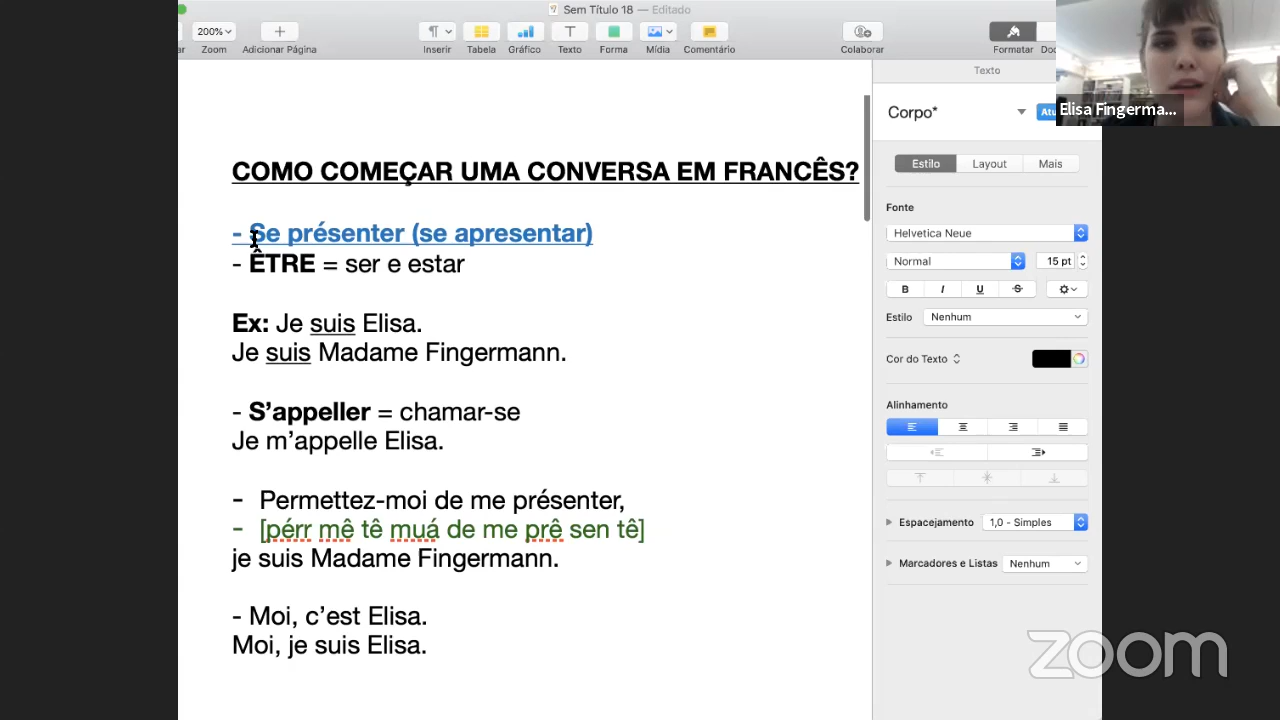 Sem Título 18 — Editado
200%
Zoom
Adicionar Página
Inserir
Tabela
Gráfico
Texto
Forma
Mídia
Comentário
Colaborar
Formatar
Texto
Corpo*
Elisa Fingerma...
Estilo
Layout
Mais
COMO COMEÇAR UMA CONVERSA EM FRANCÊS?
- Se présenter (se apresentar)
- ÊTRE = ser e estar
Ex: Je suis Elisa.
Je suis Madame Fingermann.
- S’appeller = chamar-se
Je m’appelle Elisa.
- Permettez-moi de me présenter,
- [pérr mê tê muá de me prê sen tê]
je suis Madame Fingermann.
- Moi, c’est Elisa.
Moi, je suis Elisa.
Fonte
Helvetica Neue
Normal
15 pt
B I U S
Estilo Nenhum
Cor do Texto
Alinhamento
Espacejamento 1,0 - Simples
Marcadores e Listas Nenhum
zoom